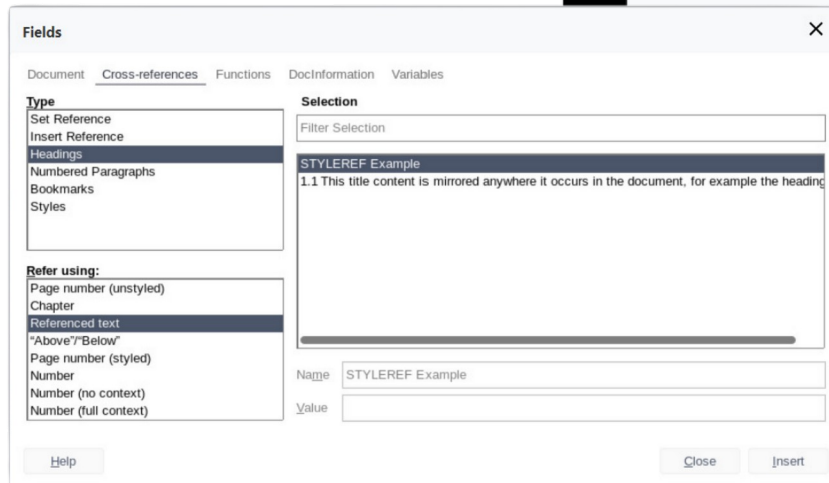 Fields
Document Cross-references Functions DocInformation Variables
Type
Set Reference
Insert Reference
Headings
Numbered Paragraphs
Bookmarks
Styles
Refer using:
Page number (unstyled)
Chapter
Referenced text
“Above”/“Below”
Page number (styled)
Number
Number (no context)
Number (full context)
Selection
Filter Selection
STYLEREF Example
1.1 This title content is mirrored anywhere it occurs in the document, for example the heading
Name STYLEREF Example
Value
Help Close Insert